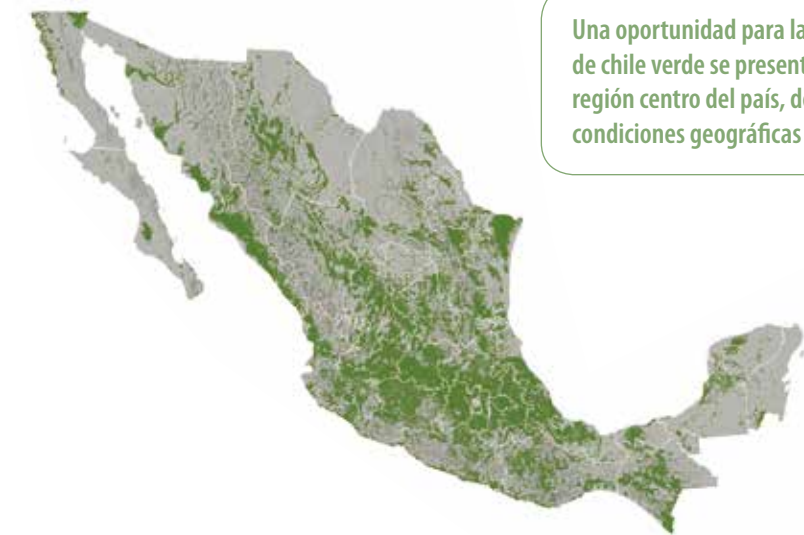 Una oportunidad para la
de chile verde se present
región centro del país, d
condiciones geográficas